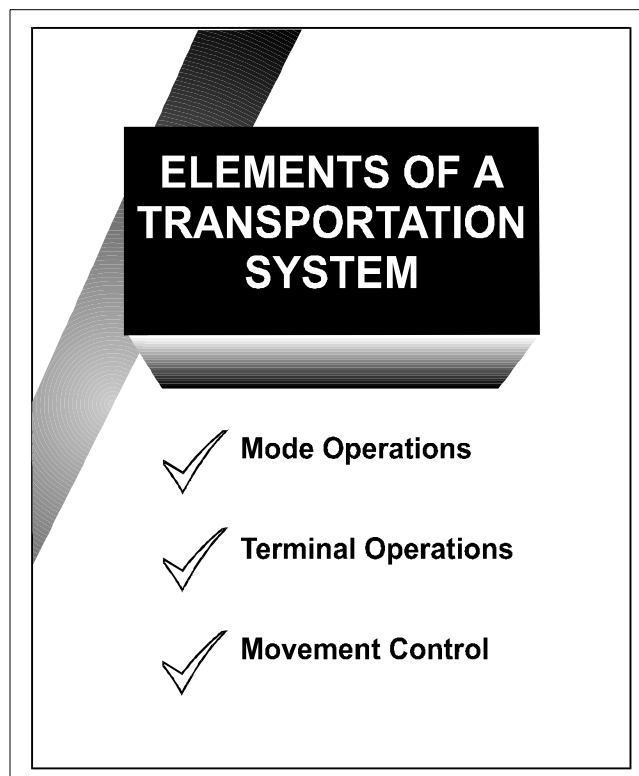 ELEMENTS OF A
TRANSPORTATION
SYSTEM
Mode Operations
Terminal Operations
Movement Control